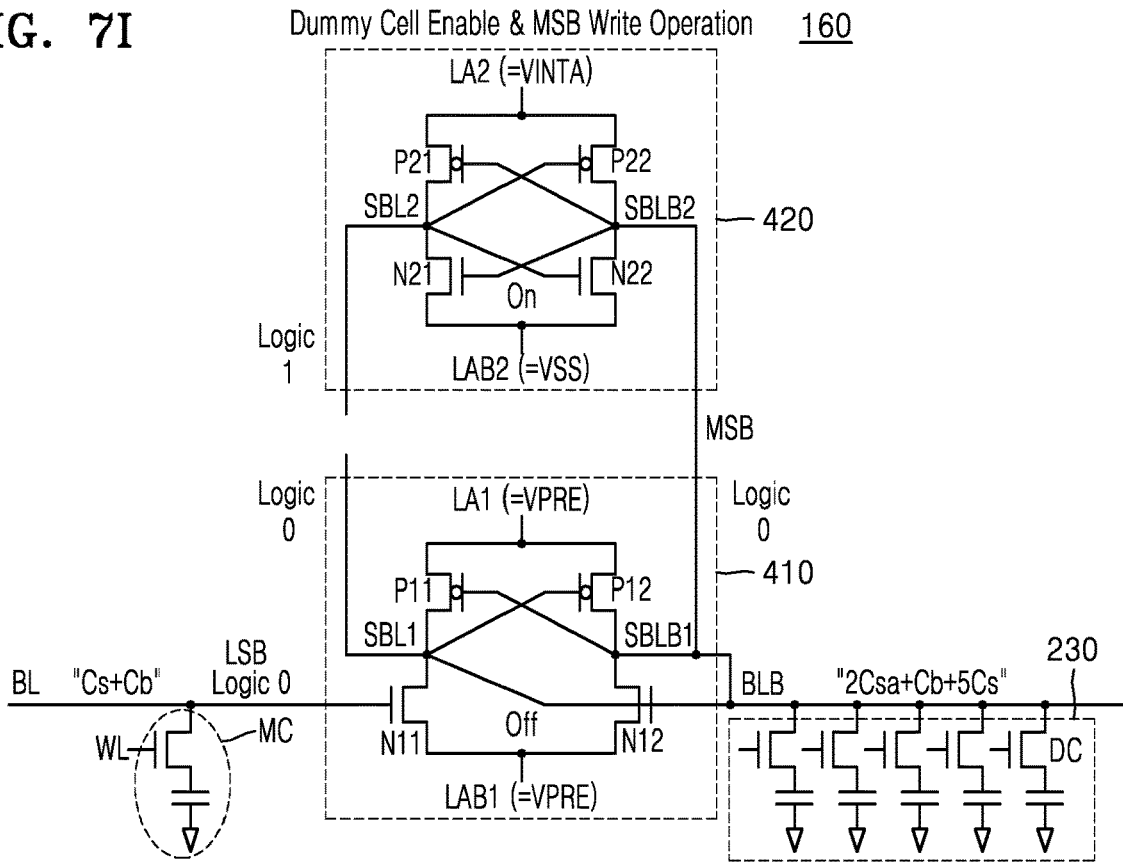 IG. 7I
Dummy Cell Enable & MSB Write Operation 160
LA2 (=VINTA)
P21 P22
SBL2 SBLB2 420
N21 N22
On
Logic
1
LAB2 (=VSS)
MSB
Logic
0
LA1 (=VPRE)
Logic
0
P11 P12 410
SBL1 SBLB1
BL "Cs+Cb" LSB
Logic 0
BLB "2Csa+Cb+5Cs" 230
WL MC
N11 Off N12
DC
LAB1 (=VPRE)